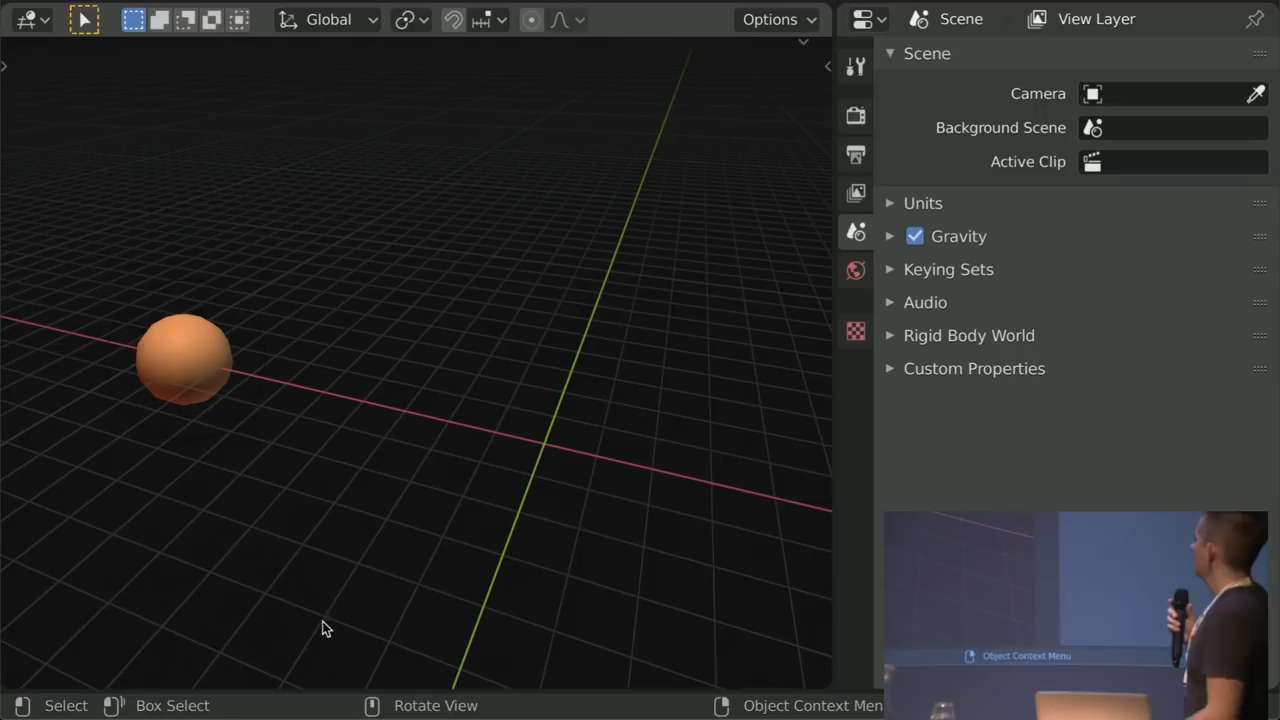 Global
Options
Scene
View Layer
Scene
Camera
Background Scene
Active Clip
Units
Gravity
Keying Sets
Audio
Rigid Body World
Custom Properties
Object Context Menu
Select
Box Select
Rotate View
Object Context Men